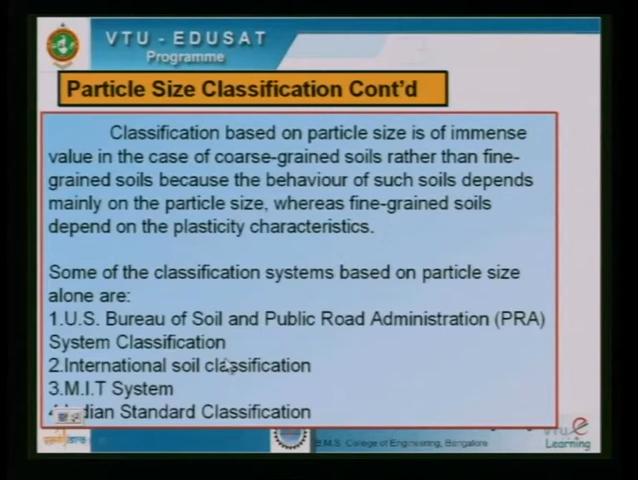 VTU - EDUSAT
Programme
Particle Size Classification Cont'd
Classification based on particle size is of immense
value in the case of coarse-grained soils rather than fine-
grained soils because the behaviour of such soils depends
mainly on the particle size, whereas fine-grained soils
depend on the plasticity characteristics.
Some of the classification systems based on particle size
alone are:
1.U.S. Bureau of Soil and Public Road Administration (PRA)
System Classification
2.International soil classification
3.M.I.T System
Indian Standard Classification
B.M.S. College of Engineering, Bangalore
vtu e
Learning